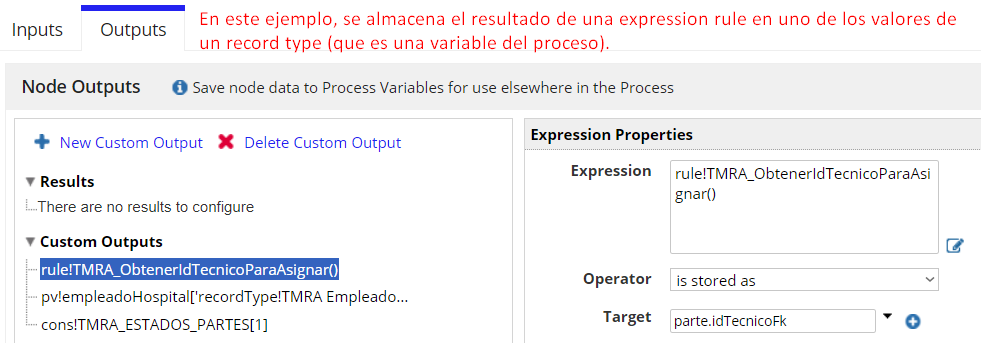 Inputs
Outputs
En este ejemplo, se almacena el resultado de una expression rule en uno de los valores de
un record type (que es una variable del proceso).
Node Outputs
Save node data to Process Variables for use elsewhere in the Process
New Custom Output
Delete Custom Output
Results
There are no results to configure
Custom Outputs
rule!TMRA_ObtenerIdTecnicoParaAsignar()
pv!empleadoHospital['recordType!TMRA Empleado...
cons!TMRA_ESTADOS_PARTES[1]
Expression Properties
Expression
rule!TMRA_ObtenerIdTecnicoParaAsi
gnar()
Operator
is stored as
Target
parte.idTecnicoFk